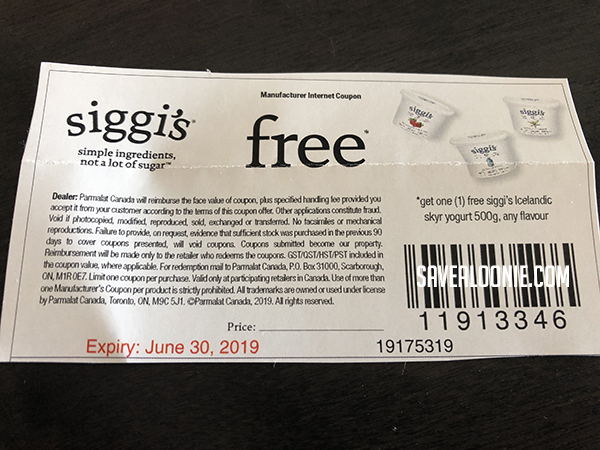 Manufacturer Internet Coupon
siggi's®
simple ingredients,
not a lot of sugar™
free*
siggi's
siggi's
siggi's
*get one (1) free siggi's Icelandic
skyr yogurt 500g, any flavour
Dealer: Parmalat Canada will reimburse the face value of coupon, plus specified handling fee provided you
accept it from your customer according to the terms of this coupon offer. Other applications constitute fraud.
Void if photocopied, modified, reproduced, sold, exchanged or transferred. No facsimiles or mechanical
reproductions. Failure to provide, on request, evidence that sufficient stock was purchased in the previous 90
days to cover coupons presented, will void coupons. Coupons submitted become our property.
Reimbursement will be made only to the retailer who redeems the coupons. GST/QST/HST/PST included in
the coupon value, where applicable. For redemption mail to Parmalat Canada, P.O. Box 31000, Scarborough,
ON, M1R 0E7. Limit one coupon per purchase. Valid only at participating retailers in Canada. Use of more than
one Manufacturer's Coupon per product is strictly prohibited. All trademarks are owned or used under license
by Parmalat Canada, Toronto, ON, M9C 5J1. ©Parmalat Canada, 2019. All rights reserved.
SAVEALOONIE.COM
11913346
Price:
Expiry: June 30, 2019
19175319